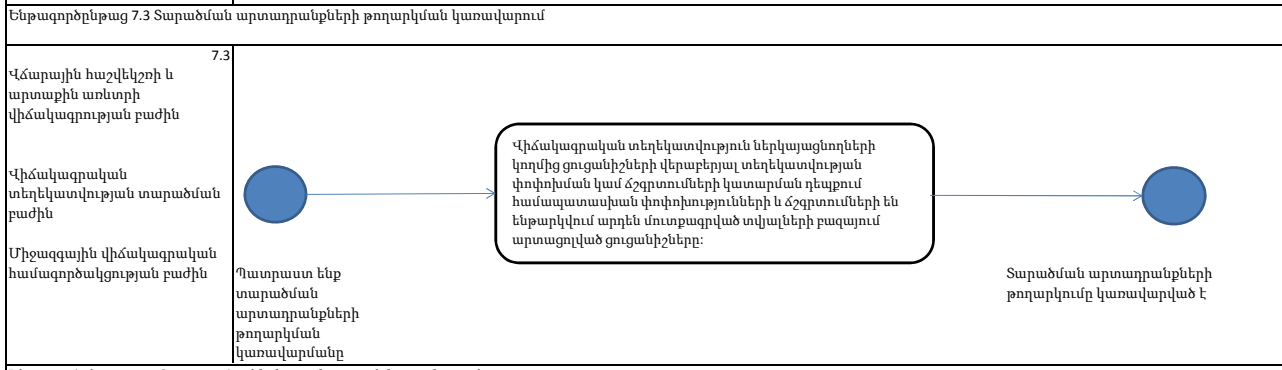 Ենթագործընթաց 7.3 Տարածման արտադրանքների թողարկման կառավարում
7.3
Վճարային հաշվեկշռի և
արտաքին առևտրի
վիճակագրության բաժին
Վիճակագրական
տեղեկատվության տարածման
բաժին
Միջազգային վիճակագրական
համագործակցության բաժին
Պատրաստ ենք
տարածման
արտադրանքների
թողարկման
կառավարմանը
Վիճակագրական տեղեկատվություն ներկայացնողների
կողմից ցուցանիշների վերաբերյալ տեղեկատվության
փոփոխման կամ ճշգրտումների կատարման դեպքում
համապատասխան փոփոխությունների և ճշգրտումների են
ենթարկվում արդեն մուտքագրված տվյալների բազայում
արտացոլված ցուցանիշները:
Տարածման արտադրանքների
թողարկումը կառավարված է